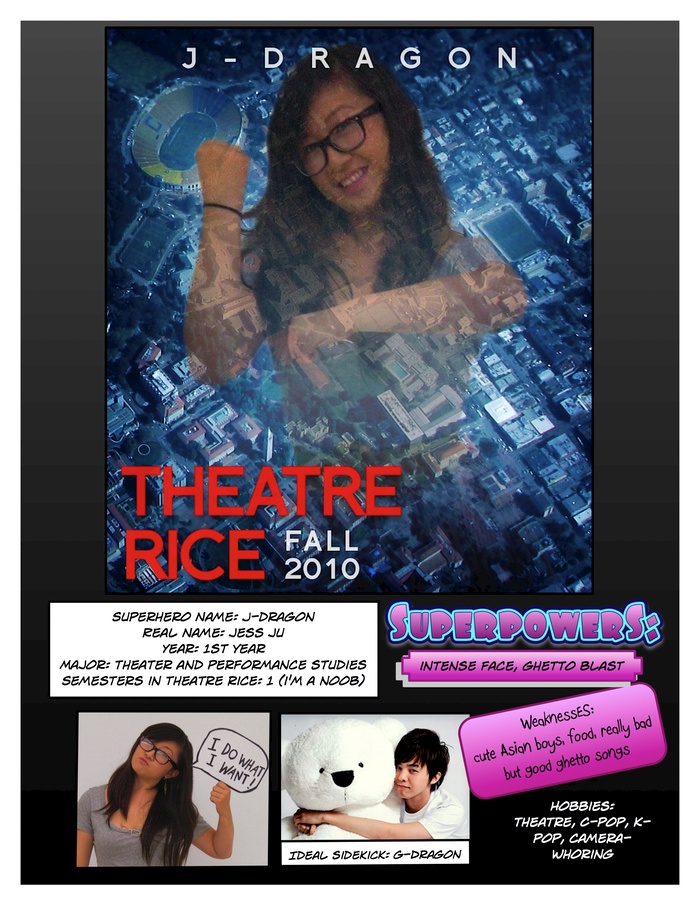 J-DRAGON
THEATRE
RICE FALL
2010
SUPERHERO NAME: J-DRAGON
REAL NAME: JESS JU
YEAR: 1ST YEAR
MAJOR: THEATER AND PERFORMANCE STUDIES
SEMESTERS IN THEATRE RICE: 1 (I'M A NOOB)
SUPERPOWERS:
INTENSE FACE, GHETTO BLAST
WeaknessES:
cute Asian boys, food, really bad
but good ghetto songs
I DO WHAT
I WANT!
IDEAL SIDEKICK: G-DRAGON
HOBBIES:
THEATRE, C-POP, K-
POP, CAMERA-
WHORING